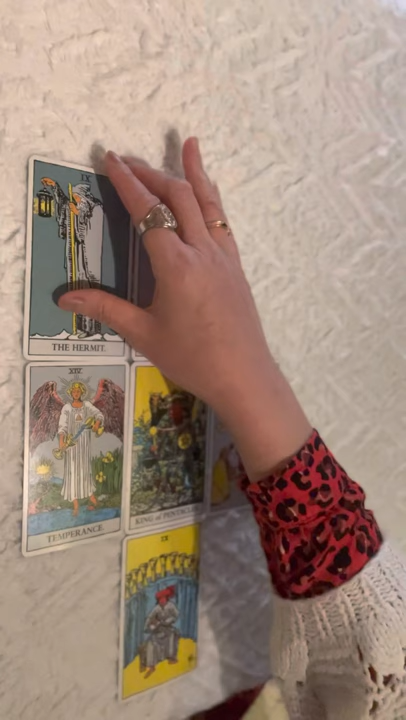 IX
THE HERMIT.
XIV.
TEMPERANCE
KING of PENTACLES
IX